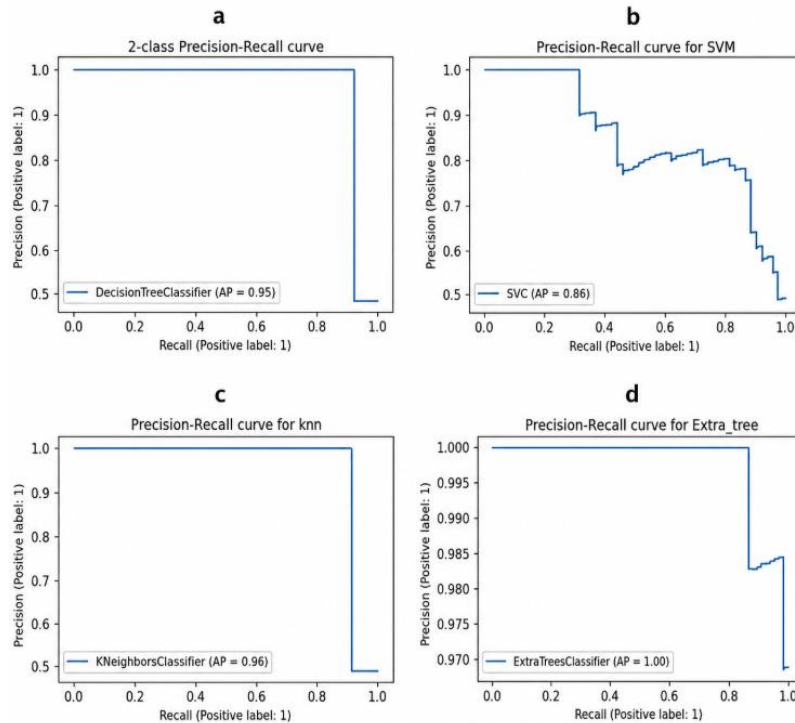 a
2-class Precision-Recall curve
Precision (Positive label: 1)
1.0
0.9
0.8
0.7
0.6
0.5
DecisionTreeClassifier (AP = 0.95)
0.0 0.2 0.4 0.6 0.8 1.0
Recall (Positive label: 1)
b
Precision-Recall curve for SVM
Precision (Positive label: 1)
1.0
0.9
0.8
0.7
0.6
0.5
SVC (AP = 0.86)
0.0 0.2 0.4 0.6 0.8 1.0
Recall (Positive label: 1)
c
Precision-Recall curve for knn
Precision (Positive label: 1)
1.0
0.9
0.8
0.7
0.6
0.5
KNeighborsClassifier (AP = 0.96)
0.0 0.2 0.4 0.6 0.8 1.0
Recall (Positive label: 1)
d
Precision-Recall curve for Extra_tree
Precision (Positive label: 1)
1.000
0.995
0.990
0.985
0.980
0.975
0.970
ExtraTreesClassifier (AP = 1.00)
0.0 0.2 0.4 0.6 0.8 1.0
Recall (Positive label: 1)